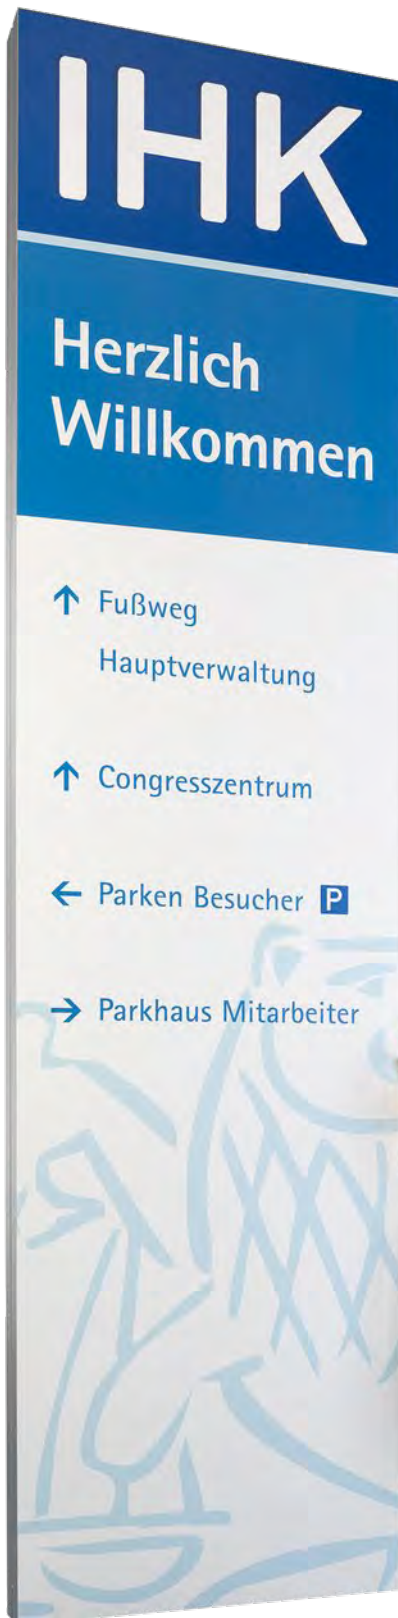 IHK
Herzlich
Willkommen
↑ Fußweg
Hauptverwaltung
↑ Congresszentrum
← Parken Besucher P
→ Parkhaus Mitarbeiter